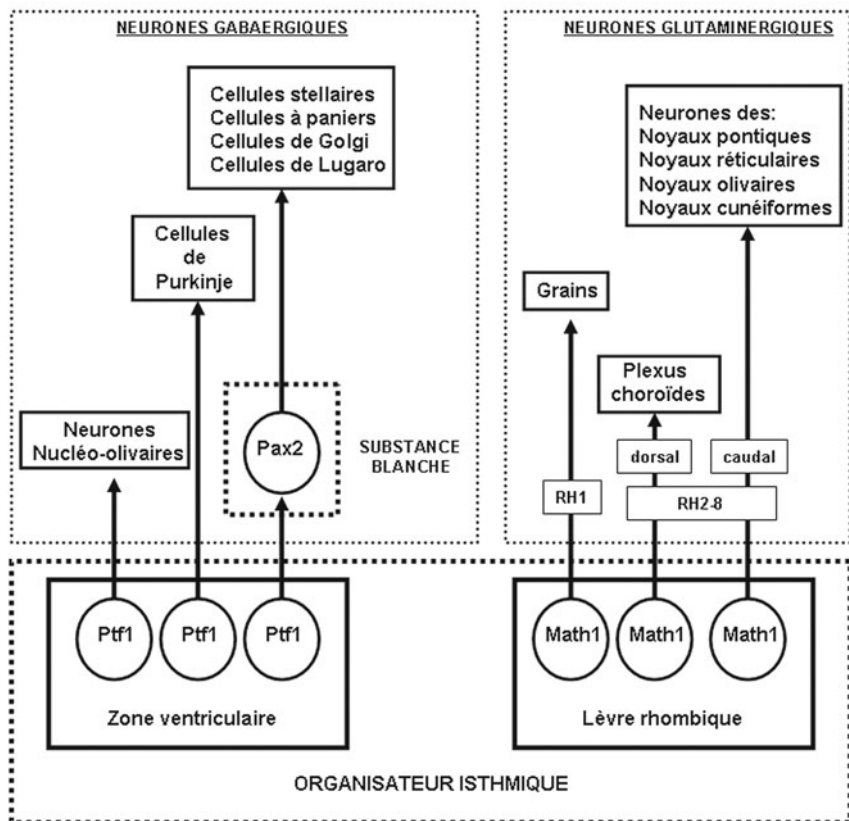 NEURONES GABAERGIQUES
Cellules stellaires
Cellules à paniers
Cellules de Golgi
Cellules de Lugaro
Cellules
de
Purkinje
Neurones
Nucléo-olivaires
Pax2
SUBSTANCE
BLANCHE
NEURONES GLUTAMINERGIQUES
Neurones des:
Noyaux pontiques
Noyaux réticulaires
Noyaux olivaires
Noyaux cunéiformes
Grains
Plexus
choroïdes
dorsal
caudal
RH1
RH2-8
Ptf1
Ptf1
Ptf1
Zone ventriculaire
Math1
Math1
Math1
Lèvre rhombique
ORGANISATEUR ISTHMIQUE